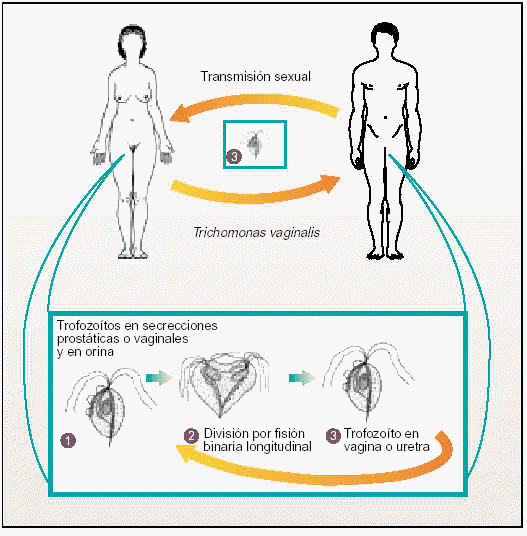 Transmisión sexual
3
Trichomonas vaginalis
Trofozoítos en secrecciones
prostáticas o vaginales
y en orina
1
2 División por fisión
binaria longitudinal
3 Trofozoíto en
vagina o uretra